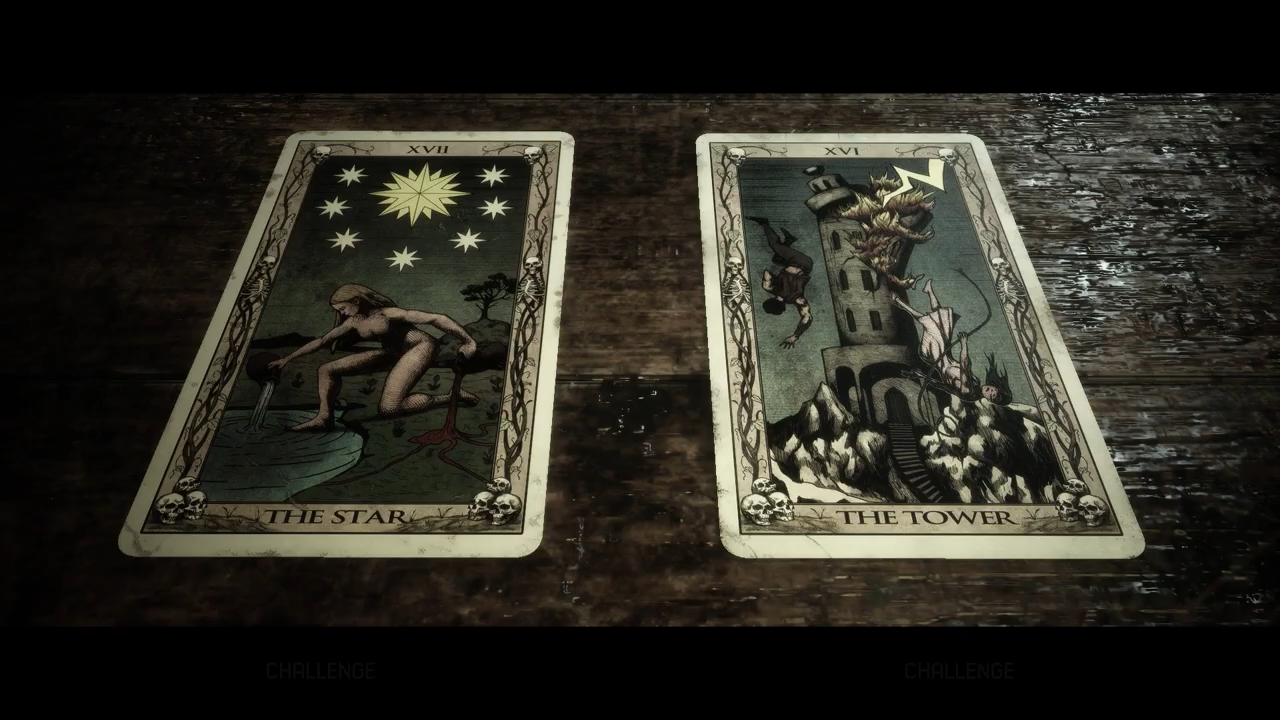 XVII
THE STAR
XVI
THE TOWER
CHALLENGE
CHALLENGE